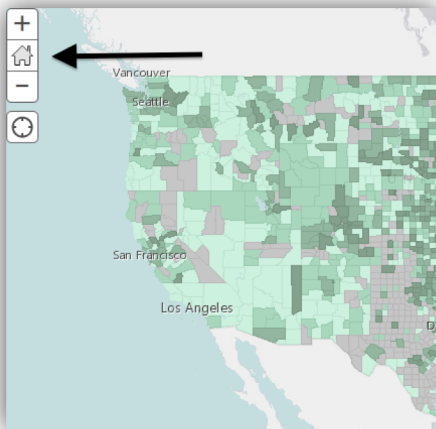 +
−
Vancouver
Seattle
San Francisco
Los Angeles
D